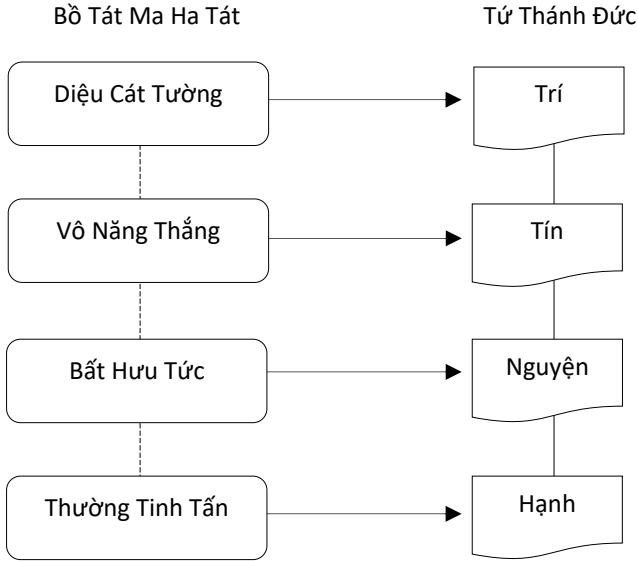 Bồ Tát Ma Ha Tát
Tứ Thánh Đức
Diệu Cát Tường
Trí
Vô Năng Thắng
Tín
Bất Hưu Tức
Nguyện
Thường Tinh Tấn
Hạnh